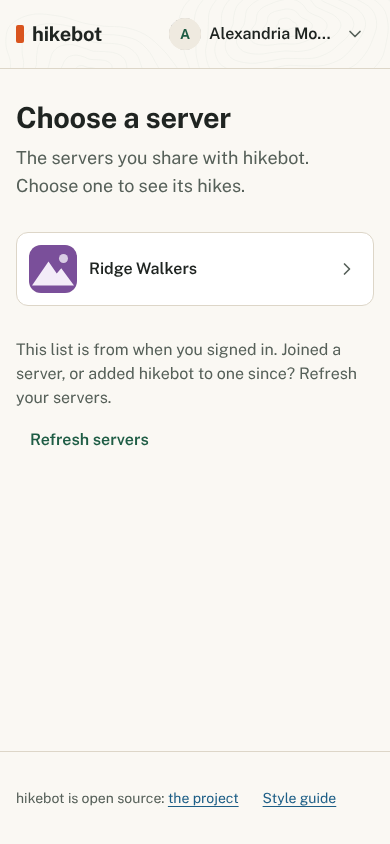 hikebot
A
Alexandria Mo...
Choose a server
The servers you share with hikebot.
Choose one to see its hikes.
Ridge Walkers
This list is from when you signed in. Joined a
server, or added hikebot to one since? Refresh
your servers.
Refresh servers
hikebot is open source: the project Style guide